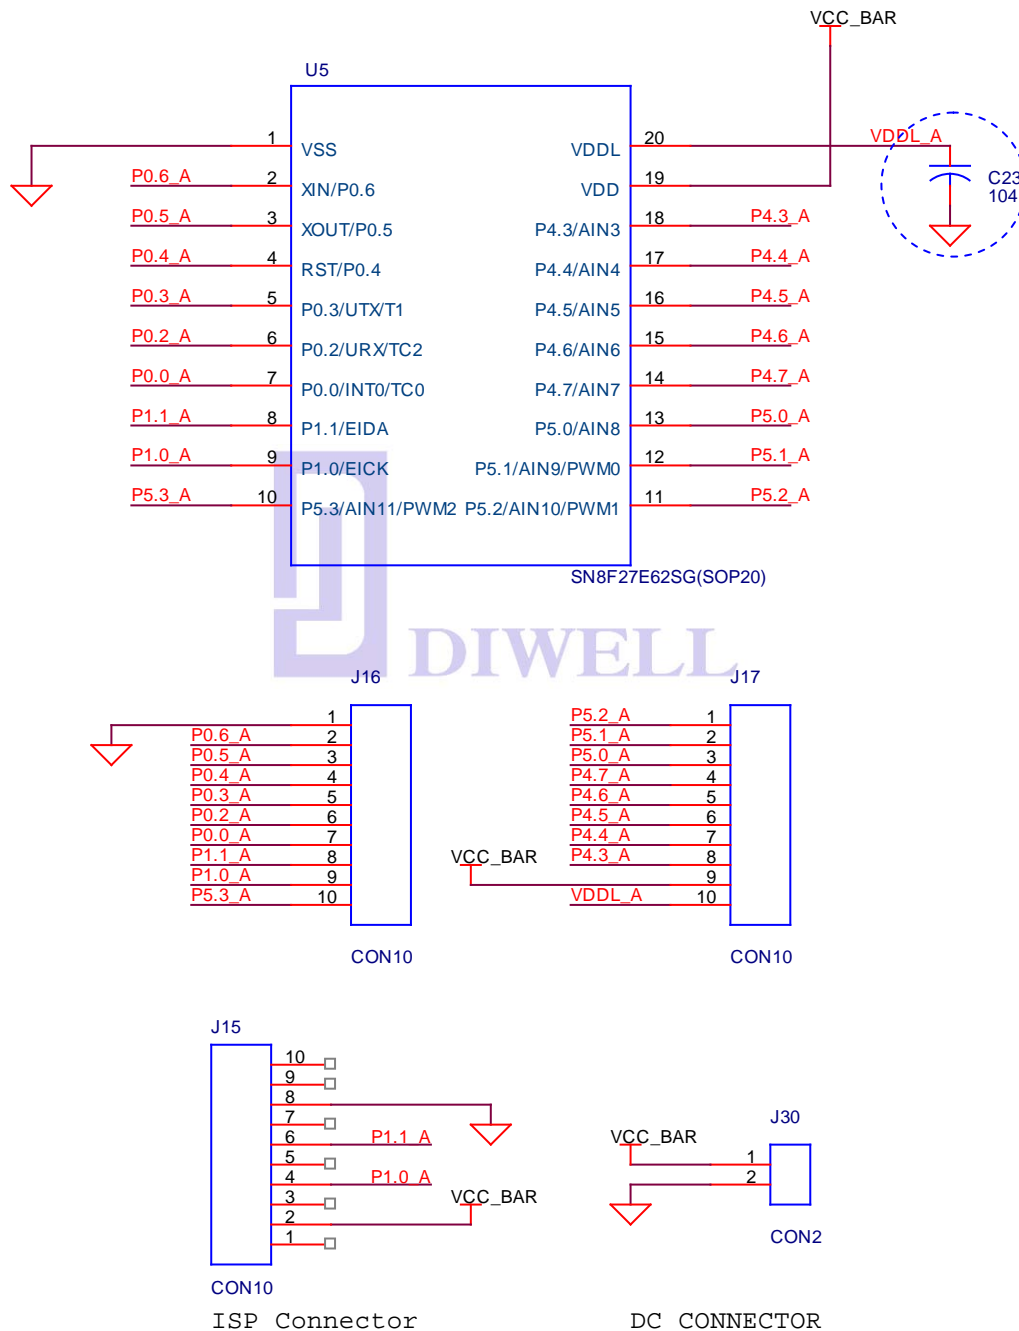 VCC_BAR
U5
1 VSS VDDL 20 VDDL_A
P0.6_A 2 XIN/P0.6 VDD 19
C23
104
P0.5_A 3 XOUT/P0.5 P4.3/AIN3 18 P4.3_A
P0.4_A 4 RST/P0.4 P4.4/AIN4 17 P4.4_A
P0.3_A 5 P0.3/UTX/T1 P4.5/AIN5 16 P4.5_A
P0.2_A 6 P0.2/URX/TC2 P4.6/AIN6 15 P4.6_A
P0.0_A 7 P0.0/INT0/TC0 P4.7/AIN7 14 P4.7_A
P1.1_A 8 P1.1/EIDA P5.0/AIN8 13 P5.0_A
P1.0_A 9 P1.0/EICK P5.1/AIN9/PWM0 12 P5.1_A
P5.3_A 10 P5.3/AIN11/PWM2 P5.2/AIN10/PWM1 11 P5.2_A
SN8F27E62SG(SOP20)
DIWELL
J16 J17
1 P5.2_A 1
P0.6_A 2 P5.1_A 2
P0.5_A 3 P5.0_A 3
P0.4_A 4 P4.7_A 4
P0.3_A 5 P4.6_A 5
P0.2_A 6 P4.5_A 6
P0.0_A 7 P4.4_A 7
P1.1_A 8 VCC_BAR P4.3_A 8
P1.0_A 9 9
P5.3_A 10 VDDL_A 10
CON10 CON10
J15
10
9
8
7
6 P1.1_A
5
4 P1.0_A
3
2 VCC_BAR
1
CON10
ISP Connector
J30
VCC_BAR
1
2
CON2
DC CONNECTOR